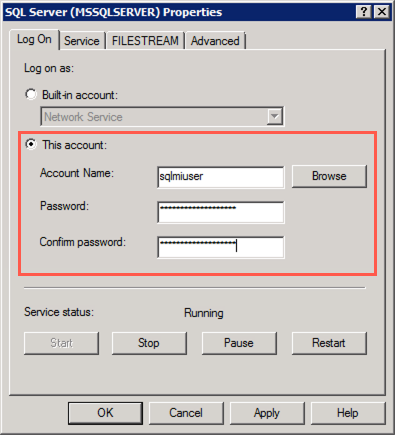 SQL Server (MSSQLSERVER) Properties
Log On Service FILESTREAM Advanced
Log on as:
Built-in account:
Network Service
This account:
Account Name: sqlmiuser Browse
Password: ******************
Confirm password: ******************
Service status: Running
Start Stop Pause Restart
OK Cancel Apply Help